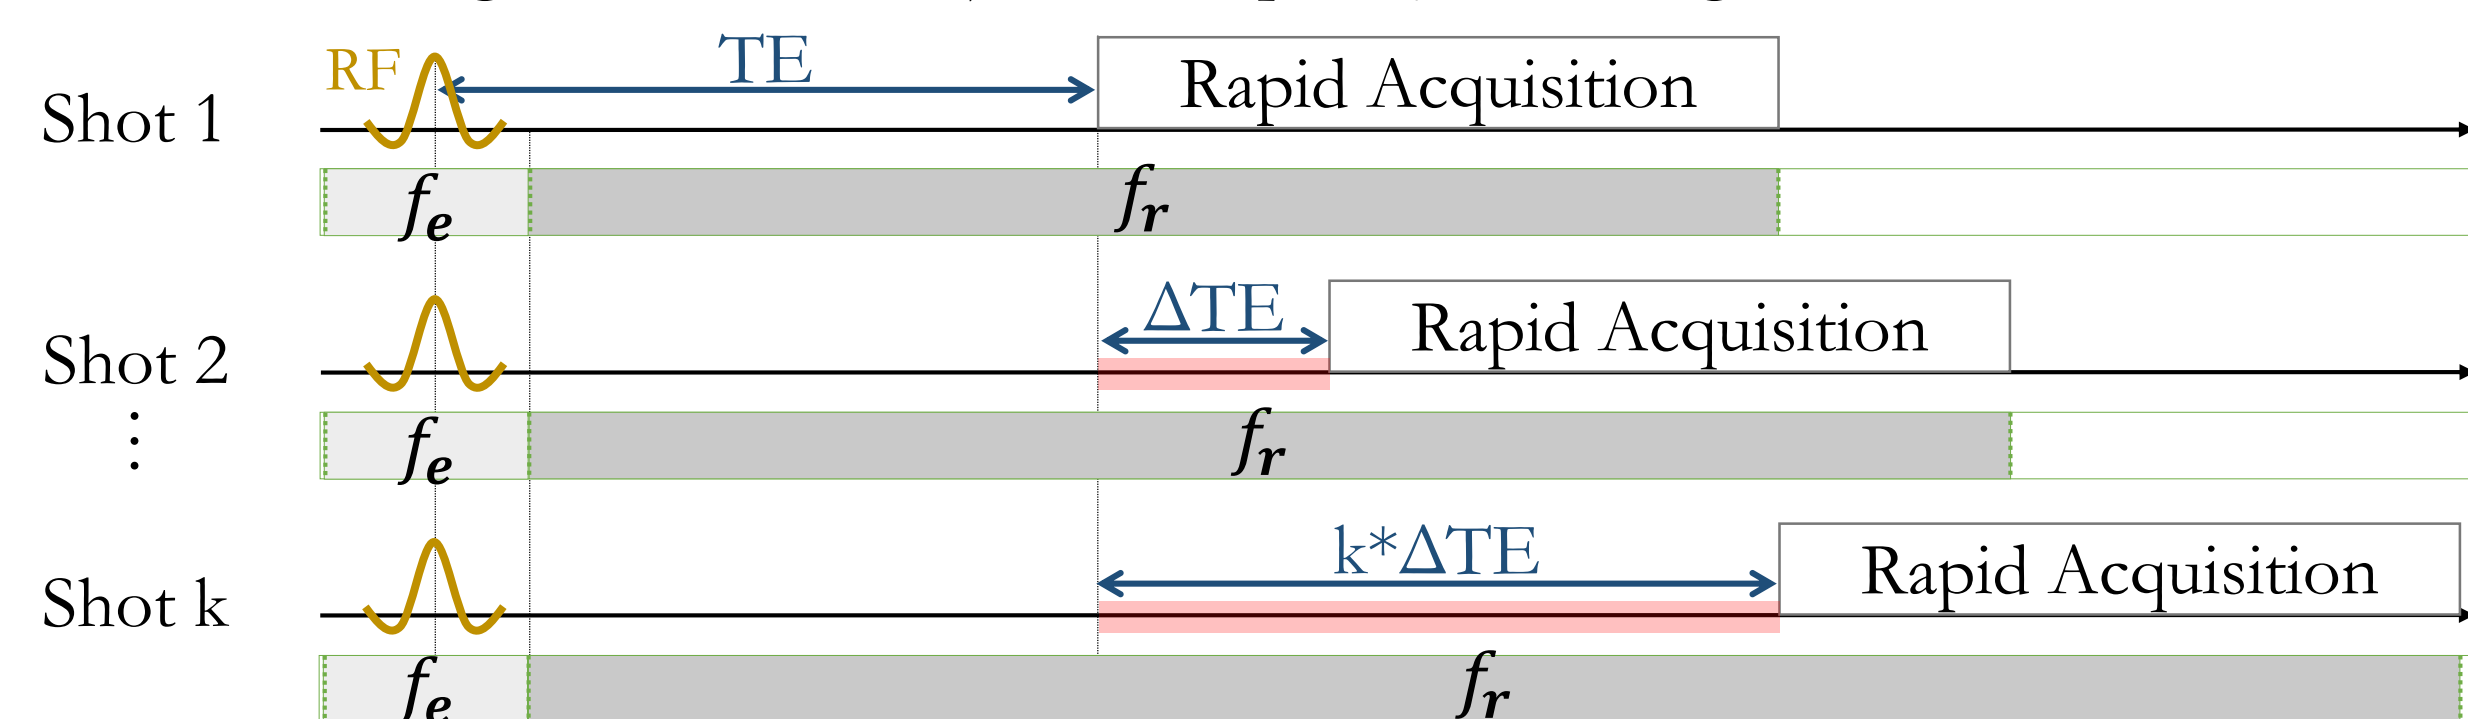 RF
TE
Rapid Acquisition
Shot 1
fe
fr
ΔTE
Rapid Acquisition
Shot 2
⋮
fe
fr
k*ΔTE
Rapid Acquisition
Shot k
fe
fr